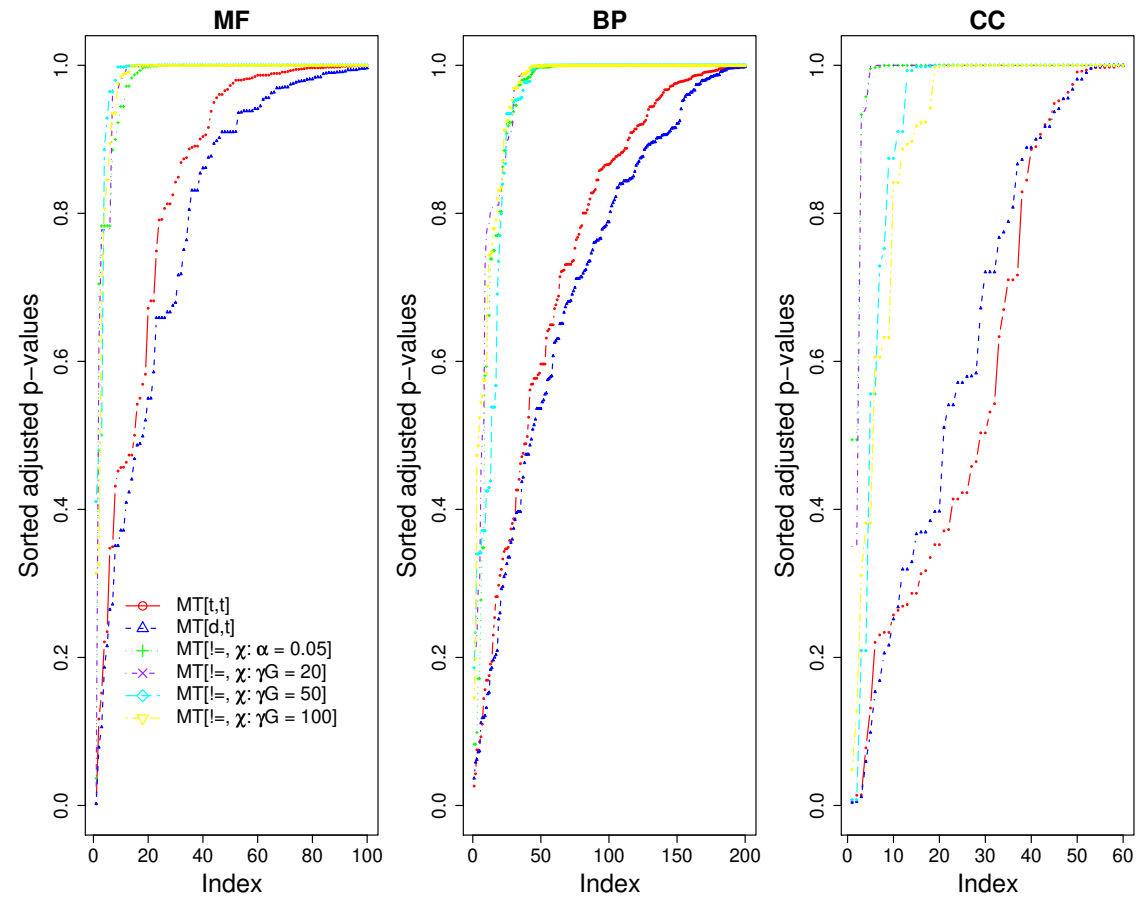 MF
Sorted adjusted p−values
0.0
0.2
0.4
0.6
0.8
1.0
MT[t,t]
MT[d,t]
MT[!=, χ: α = 0.05]
MT[!=, χ: γG = 20]
MT[!=, χ: γG = 50]
MT[!=, χ: γG = 100]
0 20 40 60 80 100
Index
BP
Sorted adjusted p−values
0.0
0.2
0.4
0.6
0.8
1.0
0 50 100 150 200
Index
CC
Sorted adjusted p−values
0.0
0.2
0.4
0.6
0.8
1.0
0 10 20 30 40 50 60
Index